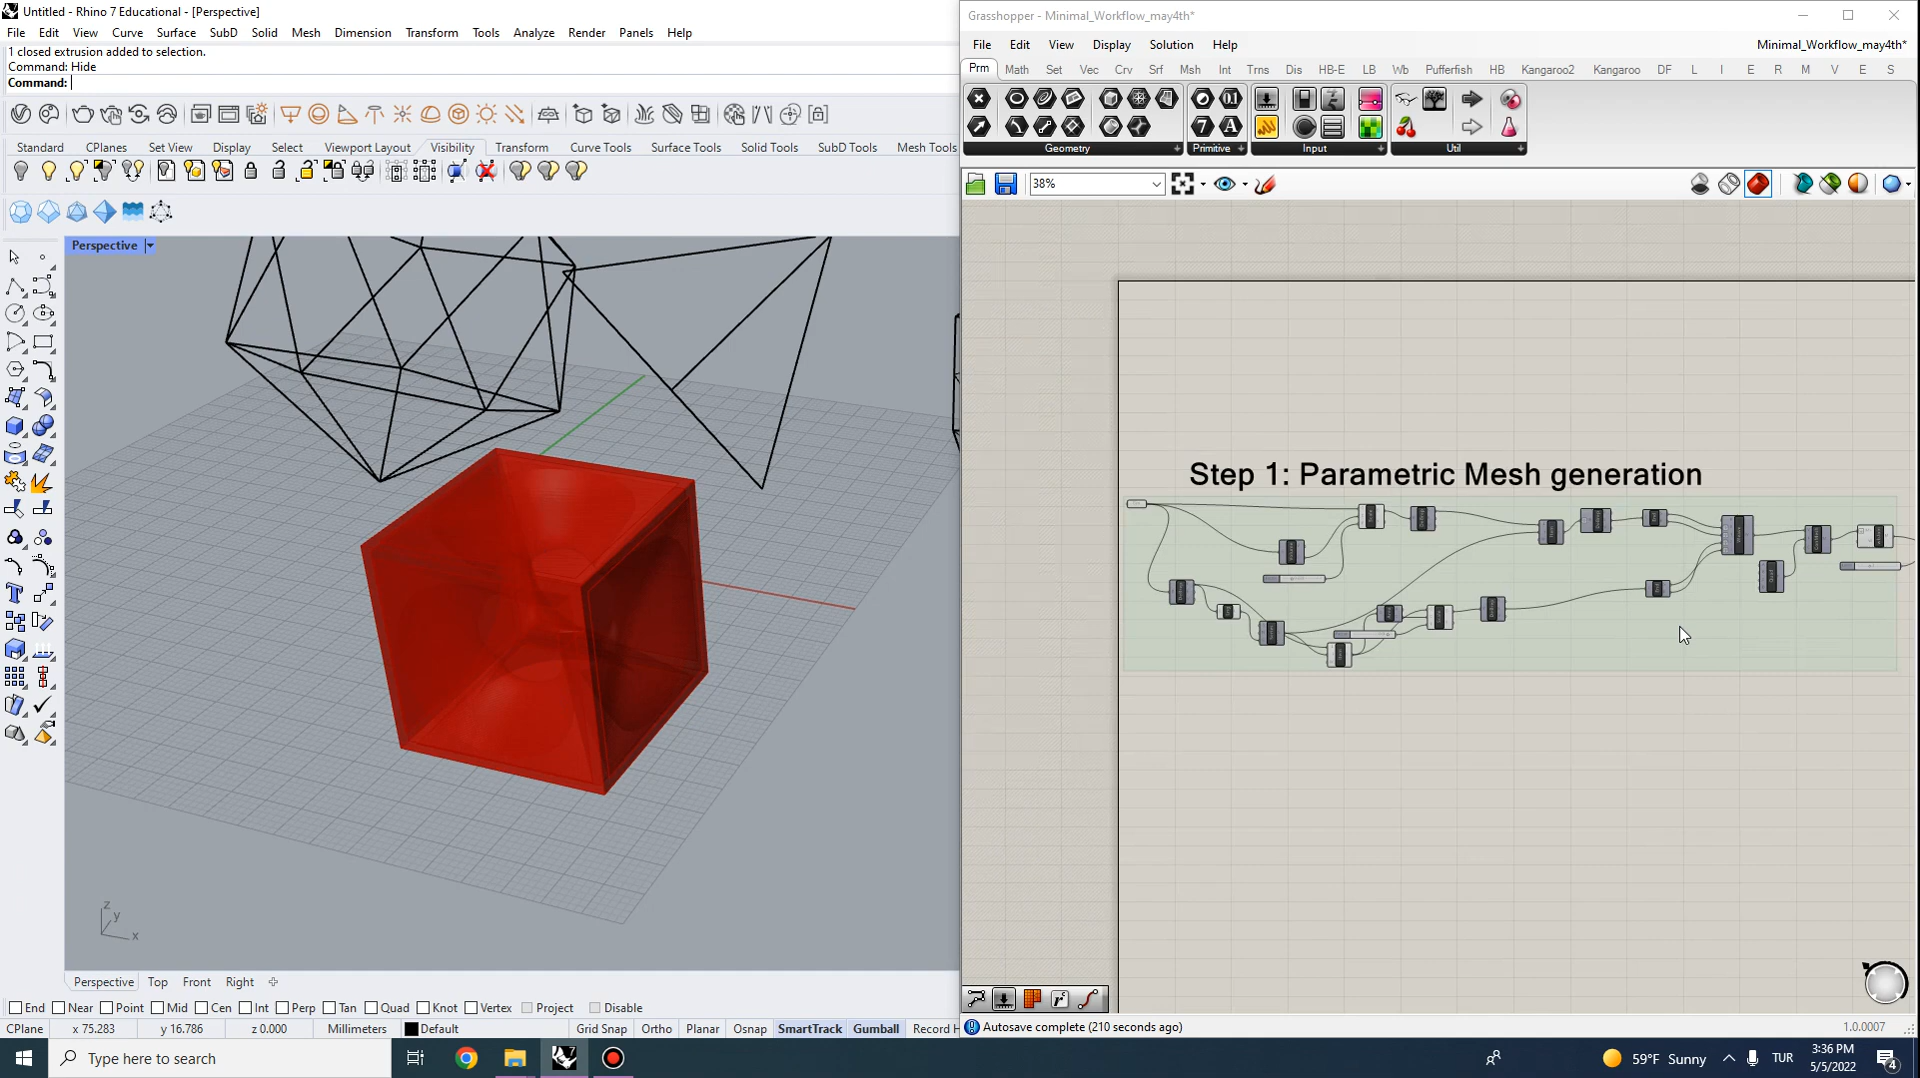 Untitled - Rhino 7 Educational - [Perspective]
File Edit View Curve Surface SubD Solid Mesh Dimension Transform Tools Analyze Render Panels Help
1 closed extrusion added to selection.
Command: Hide
Command:
Standard CPlanes Set View Display Select Viewport Layout Visibility Transform Curve Tools Surface Tools Solid Tools SubD Tools Mesh Tools
Perspective
z
y
x
Perspective Top Front Right
End Near Point Mid Cen Int Perp Tan Quad Knot Vertex Project Disable
CPlane x 75.283 y 16.786 z 0.000 Millimeters Default Grid Snap Ortho Planar Osnap SmartTrack Gumball Record H
Grasshopper - Minimal_Workflow_may4th*
File Edit View Display Solution Help Minimal_Workflow_may4th*
Prm Math Set Vec Crv Srf Msh Int Trns Dis HB-E LB Wb Pufferfish HB Kangaroo2 Kangaroo DF L I E R M V E S
Geometry Primitive Input Util
38%
Step 1: Parametric Mesh generation
Autosave complete (210 seconds ago) 1.0.0007
Type here to search
59°F Sunny TUR 3:36 PM
5/5/2022
4